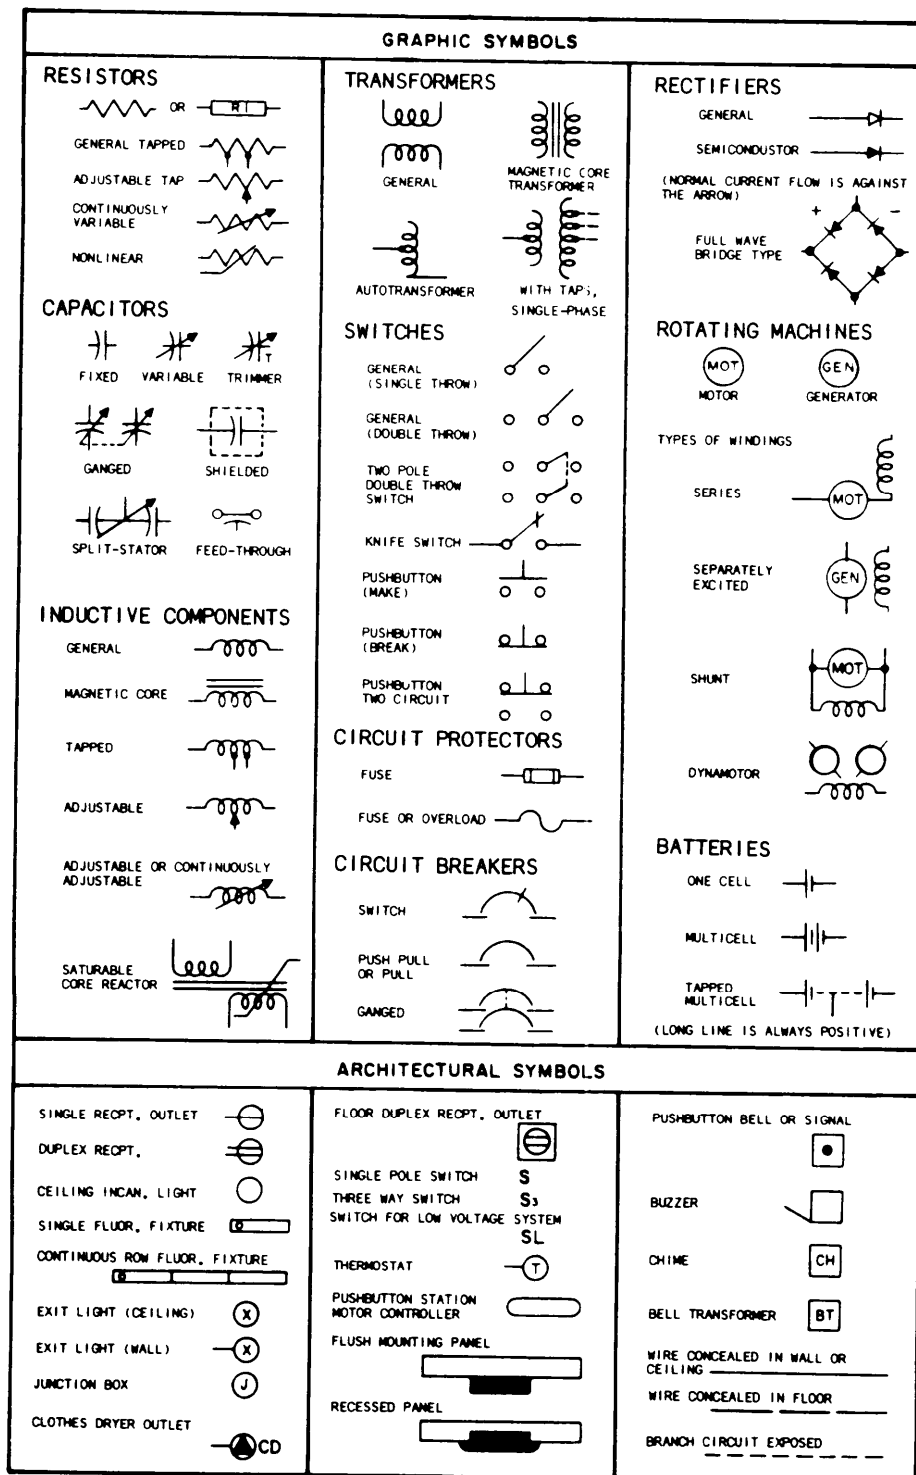 GRAPHIC SYMBOLS
RESISTORS
OR
R
GENERAL TAPPED
ADJUSTABLE TAP
CONTINUOUSLY
VARIABLE
NONLINEAR
CAPACITORS
FIXED VARIABLE TRIMMER
T
GANGED SHIELDED
SPLIT-STATOR FEED-THROUGH
INDUCTIVE COMPONENTS
GENERAL
MAGNETIC CORE
TAPPED
ADJUSTABLE
ADJUSTABLE OR CONTINUOUSLY
ADJUSTABLE
SATURABLE
CORE REACTOR
TRANSFORMERS
GENERAL
MAGNETIC CORE
TRANSFORMER
AUTOTRANSFORMER
WITH TAPS,
SINGLE-PHASE
SWITCHES
GENERAL
(SINGLE THROW)
GENERAL
(DOUBLE THROW)
TWO POLE
DOUBLE THROW
SWITCH
KNIFE SWITCH
PUSHBUTTON
(MAKE)
PUSHBUTTON
(BREAK)
PUSHBUTTON
TWO CIRCUIT
CIRCUIT PROTECTORS
FUSE
FUSE OR OVERLOAD
CIRCUIT BREAKERS
SWITCH
PUSH PULL
OR PULL
GANGED
RECTIFIERS
GENERAL
SEMICONDUSTOR
(NORMAL CURRENT FLOW IS AGAINST
THE ARROW)
+ -
FULL WAVE
BRIDGE TYPE
ROTATING MACHINES
MOT GEN
MOTOR GENERATOR
TYPES OF WINDINGS
SERIES
MOT
SEPARATELY
EXCITED
GEN
SHUNT
MOT
DYNAMOTOR
BATTERIES
ONE CELL
MULTICELL
TAPPED
MULTICELL
(LONG LINE IS ALWAYS POSITIVE)
ARCHITECTURAL SYMBOLS
SINGLE RECPT. OUTLET
DUPLEX RECPT.
CEILING INCAN. LIGHT
SINGLE FLUOR. FIXTURE
CONTINUOUS ROW FLUOR. FIXTURE
EXIT LIGHT (CEILING) X
EXIT LIGHT (WALL) X
JUNCTION BOX J
CLOTHES DRYER OUTLET
CD
FLOOR DUPLEX RECPT. OUTLET
SINGLE POLE SWITCH S
THREE WAY SWITCH S3
SWITCH FOR LOW VOLTAGE SYSTEM
SL
THERMOSTAT T
PUSHBUTTON STATION
MOTOR CONTROLLER
FLUSH MOUNTING PANEL
RECESSED PANEL
PUSHBUTTON BELL OR SIGNAL
BUZZER
CHIME CH
BELL TRANSFORMER BT
WIRE CONCEALED IN WALL OR
CEILING
WIRE CONCEALED IN FLOOR
BRANCH CIRCUIT EXPOSED